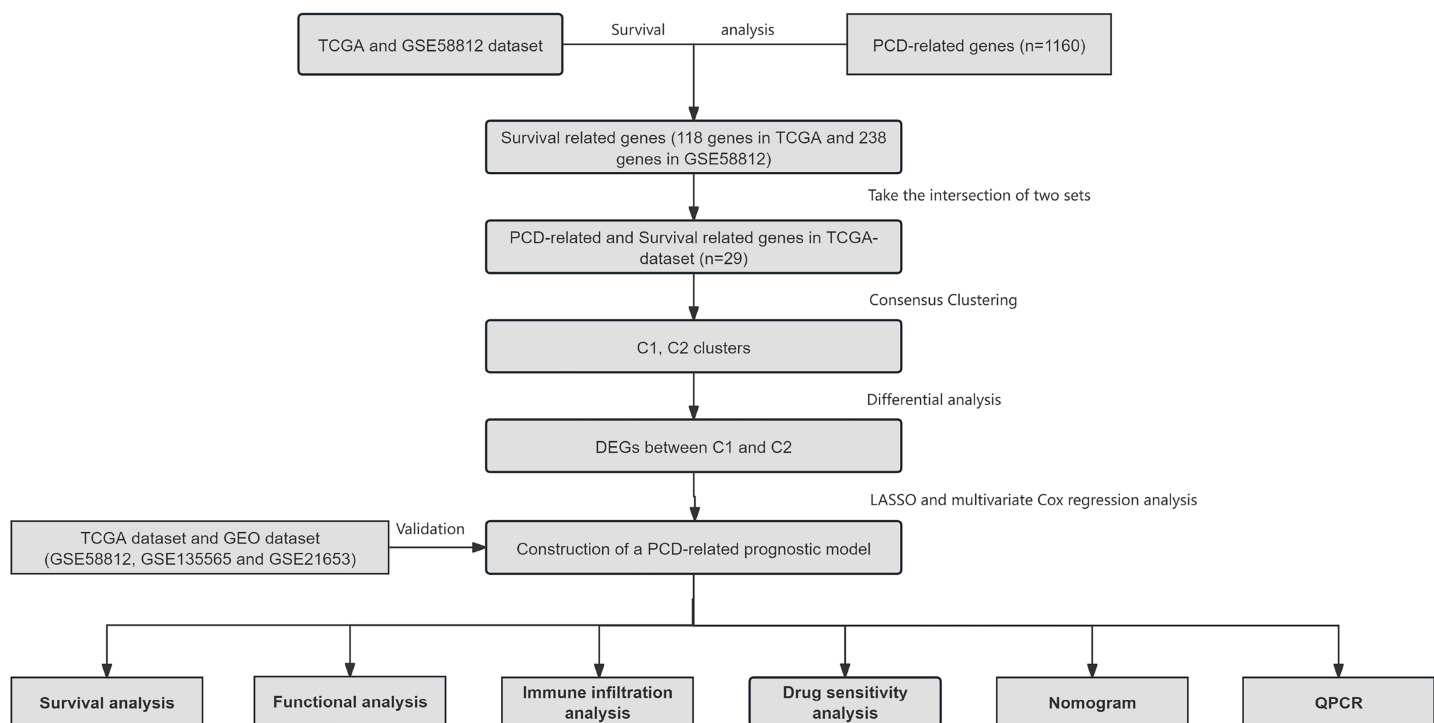 TCGA and GSE58812 dataset
Survival analysis
PCD-related genes (n=1160)
Survival related genes (118 genes in TCGA and 238
genes in GSE58812)
Take the intersection of two sets
PCD-related and Survival related genes in TCGA-
dataset (n=29)
Consensus Clustering
C1, C2 clusters
Differential analysis
DEGs between C1 and C2
LASSO and multivariate Cox regression analysis
TCGA dataset and GEO dataset
(GSE58812, GSE135565 and GSE21653)
Validation
Construction of a PCD-related prognostic model
Survival analysis
Functional analysis
Immune infiltration
analysis
Drug sensitivity
analysis
Nomogram
QPCR